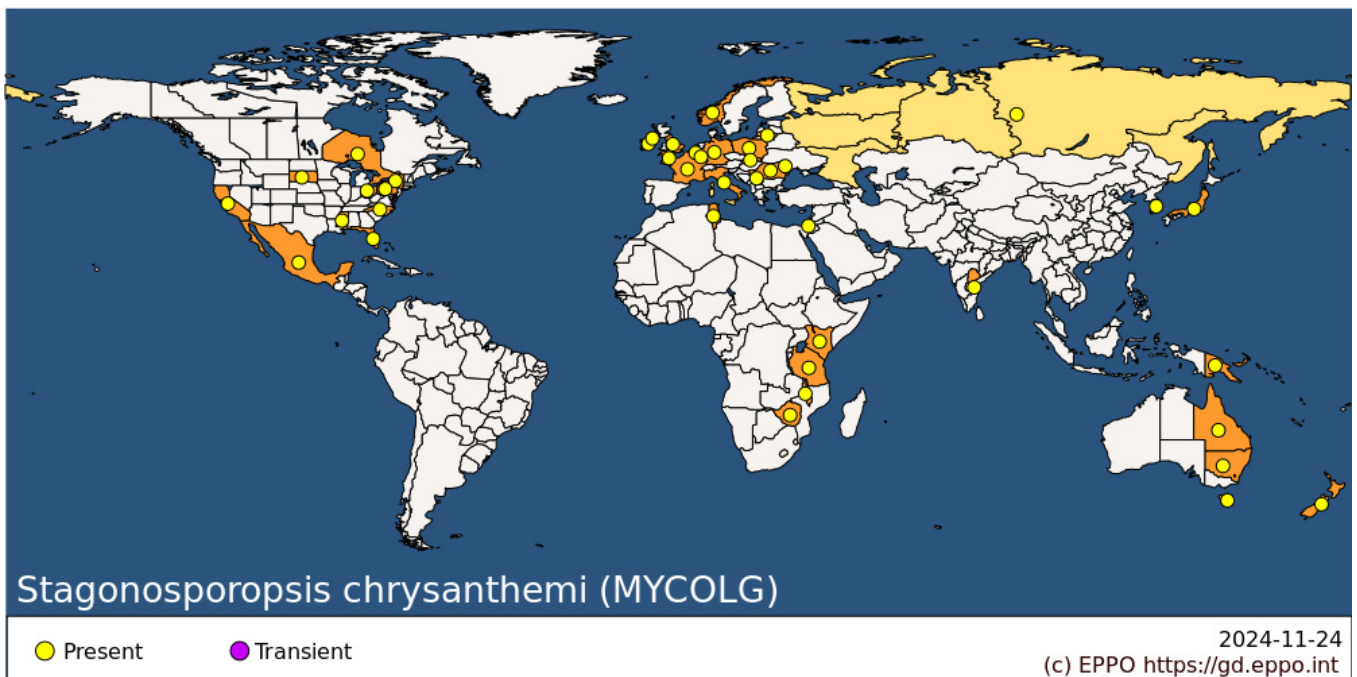 Stagonosporopsis chrysanthemi (MYCOLG)
Present
Transient
2024-11-24
(c) EPPO https://gd.eppo.int